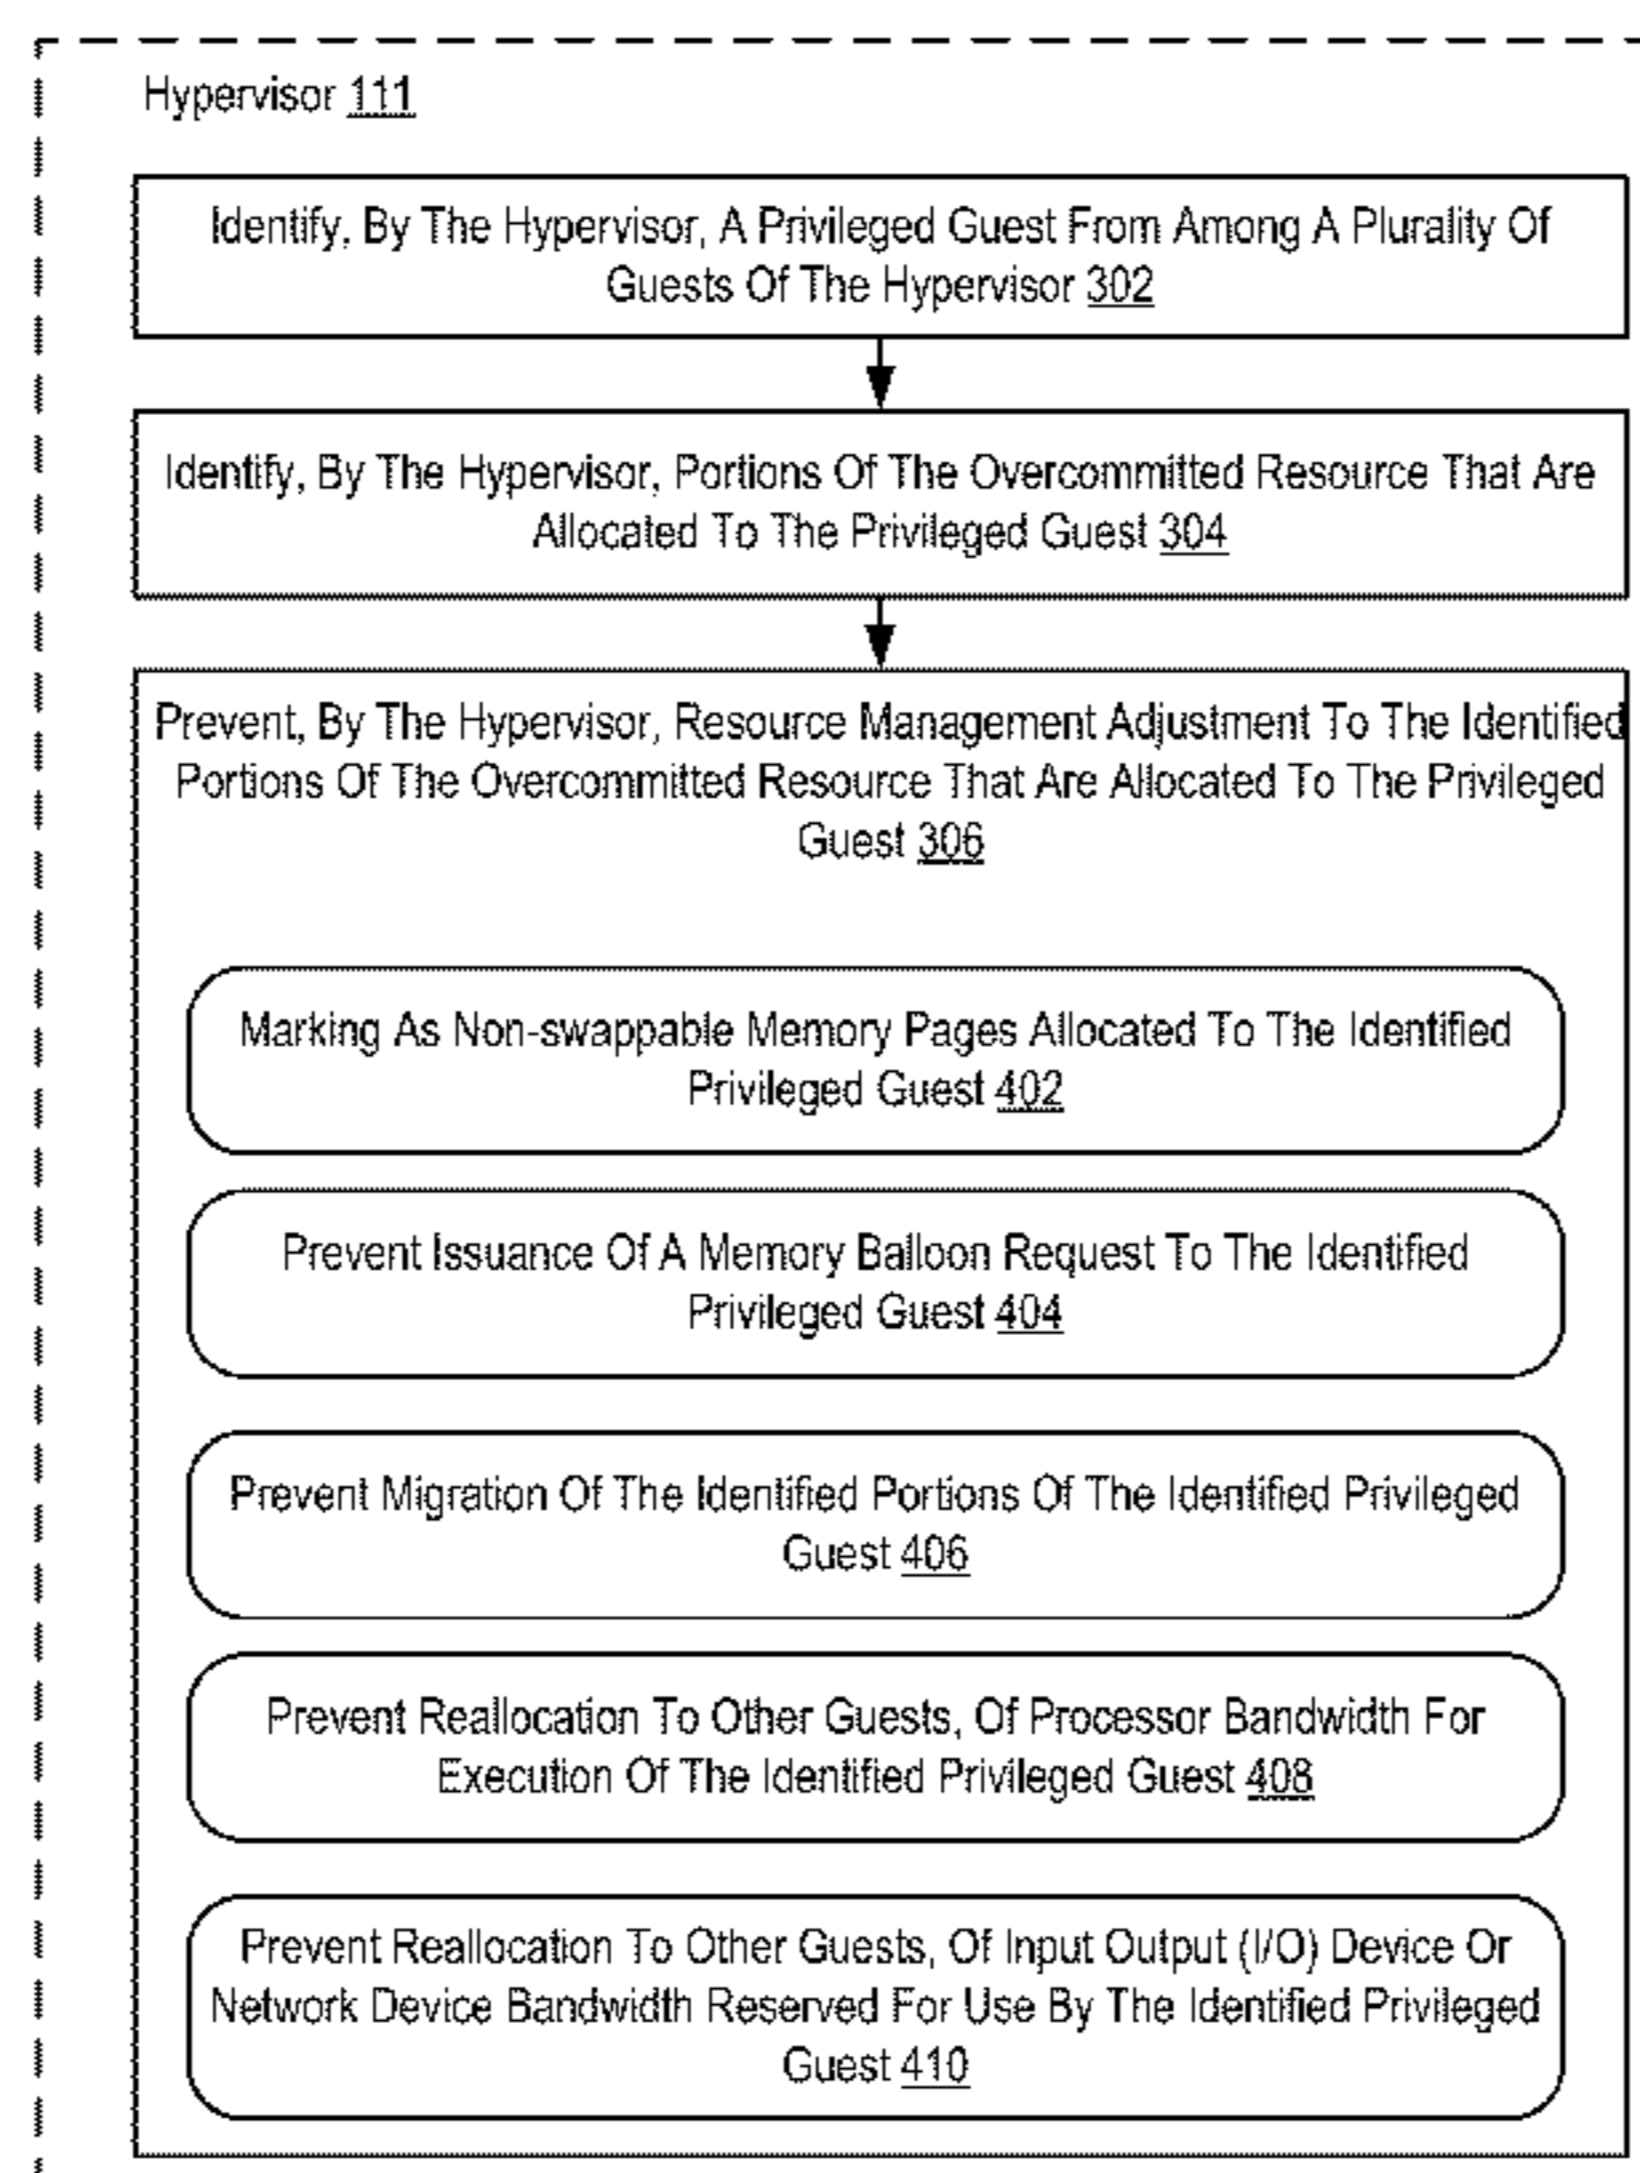 Hypervisor 111
Identify, By The Hypervisor, A Privileged Guest From Among A Plurality Of
Guests Of The Hypervisor 302
Identify, By The Hypervisor, Portions Of The Overcommitted Resource That Are
Allocated To The Privileged Guest 304
Prevent, By The Hypervisor, Resource Management Adjustment To The Identified
Portions Of The Overcommitted Resource That Are Allocated To The Privileged
Guest 306
Marking As Non-swappable Memory Pages Allocated To The Identified
Privileged Guest 402
Prevent Issuance Of A Memory Balloon Request To The Identified
Privileged Guest 404
Prevent Migration Of The Identified Portions Of The Identified Privileged
Guest 406
Prevent Reallocation To Other Guests, Of Processor Bandwidth For
Execution Of The Identified Privileged Guest 408
Prevent Reallocation To Other Guests, Of Input Output (I/O) Device Or
Network Device Bandwidth Reserved For Use By The Identified Privileged
Guest 410